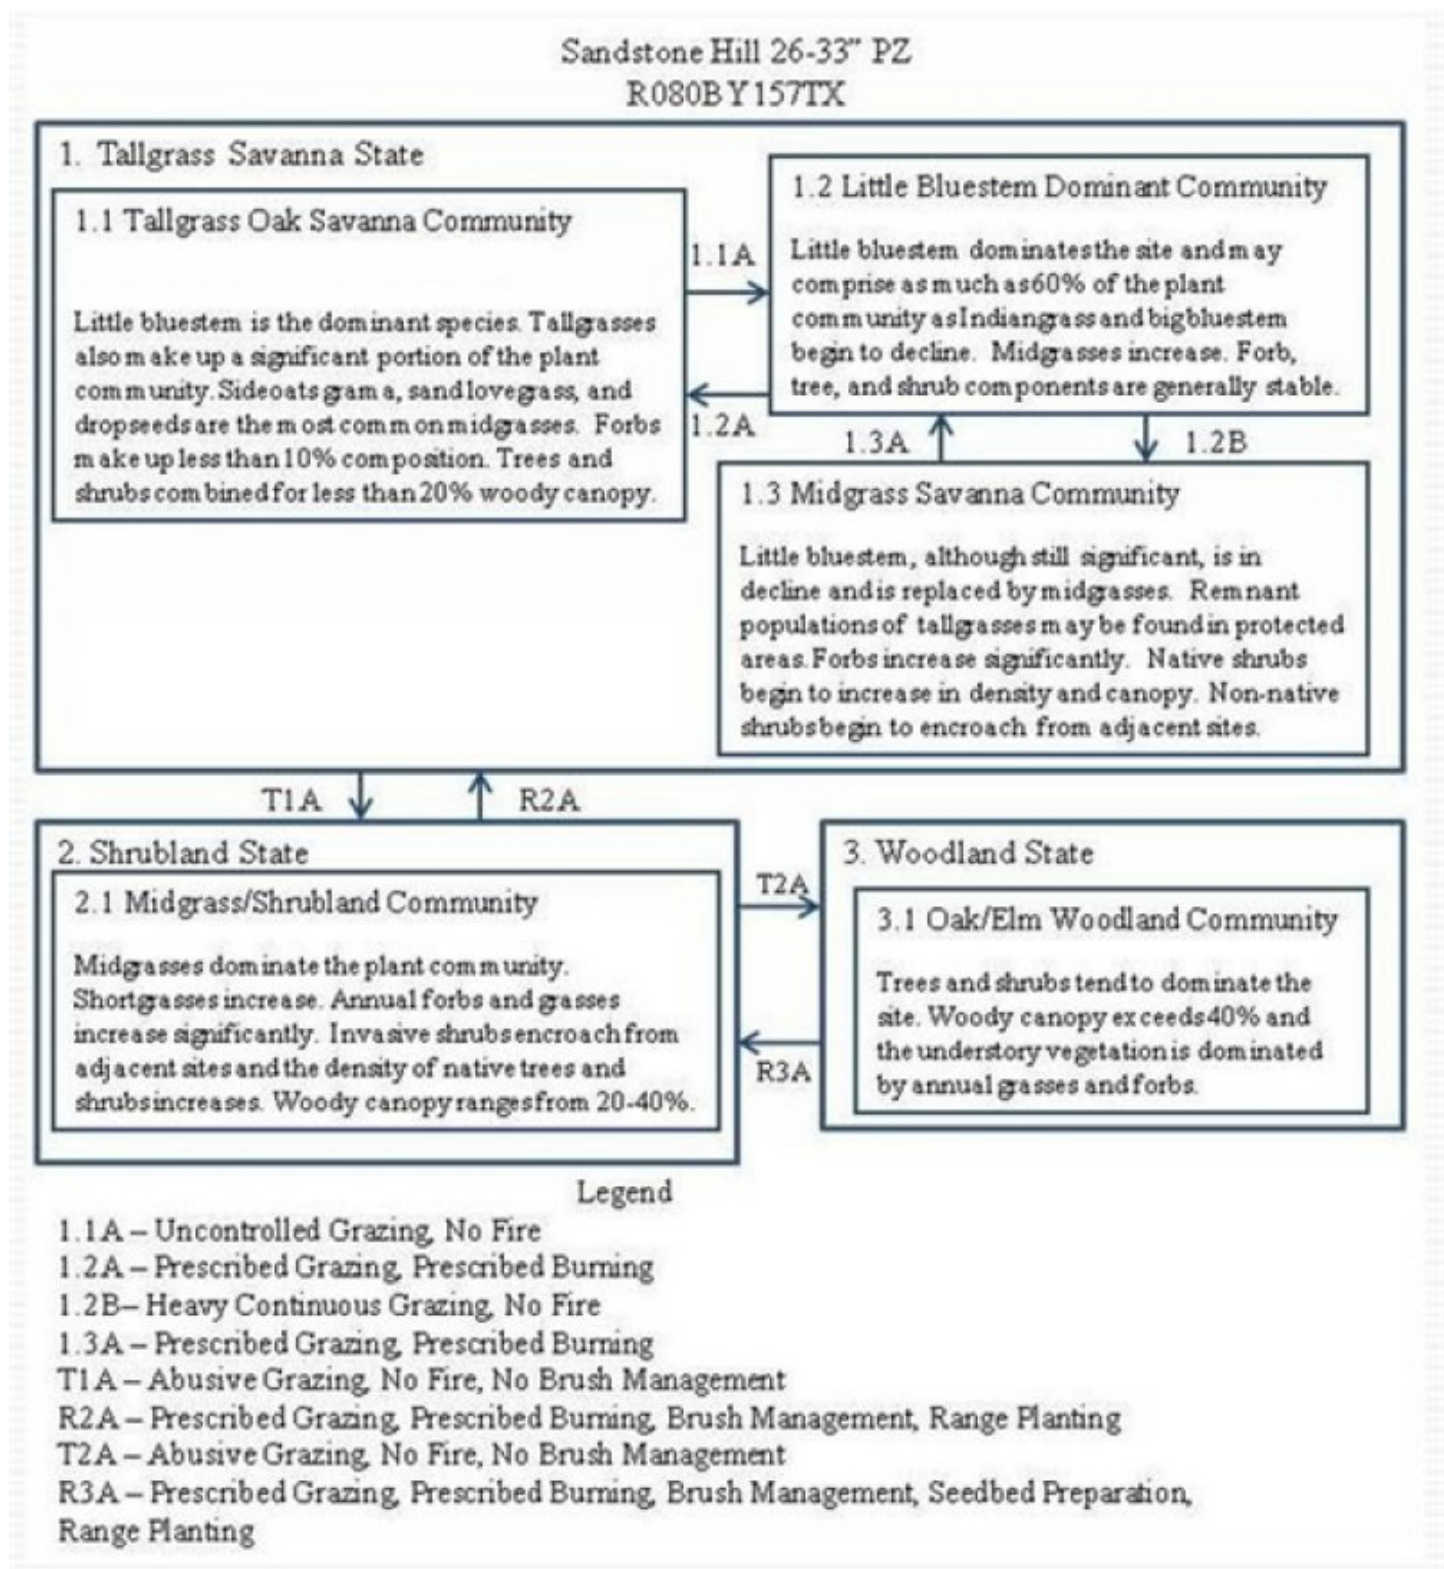 Sandstone Hill 26-33" PZ
R080BY157TX
1. Tallgrass Savanna State
1.1 Tallgrass Oak Savanna Community
Little bluestem is the dominant species. Tallgrasses
also make up a significant portion of the plant
community. Sideoats grama, sand lovegrass, and
dropseeds are the most common midgrasses. Forbs
make up less than 10% composition. Trees and
shrubs combined for less than 20% woody canopy.
1.1A
1.2A
1.2 Little Bluestem Dominant Community
Little bluestem dominates the site and may
comprise as much as 60% of the plant
community as Indiangrass and big bluestem
begin to decline. Midgrasses increase. Forb,
tree, and shrub components are generally stable.
1.3A
1.2B
1.3 Midgrass Savanna Community
Little bluestem, although still significant, is in
decline and is replaced by midgrasses. Remnant
populations of tallgrasses may be found in protected
areas. Forbs increase significantly. Native shrubs
begin to increase in density and canopy. Non-native
shrubs begin to encroach from adjacent sites.
T1A
R2A
2. Shrubland State
2.1 Midgrass/Shrubland Community
Midgrasses dominate the plant community.
Shortgrasses increase. Annual forbs and grasses
increase significantly. Invasive shrubs encroach from
adjacent sites and the density of native trees and
shrubs increases. Woody canopy ranges from 20-40%.
T2A
R3A
3. Woodland State
3.1 Oak/Elm Woodland Community
Trees and shrubs tend to dominate the
site. Woody canopy exceeds 40% and
the understory vegetation is dominated
by annual grasses and forbs.
Legend
1.1A – Uncontrolled Grazing, No Fire
1.2A – Prescribed Grazing, Prescribed Burning
1.2B– Heavy Continuous Grazing, No Fire
1.3A – Prescribed Grazing, Prescribed Burning
T1A – Abusive Grazing, No Fire, No Brush Management
R2A – Prescribed Grazing, Prescribed Burning, Brush Management, Range Planting
T2A – Abusive Grazing, No Fire, No Brush Management
R3A – Prescribed Grazing, Prescribed Burning, Brush Management, Seedbed Preparation,
Range Planting